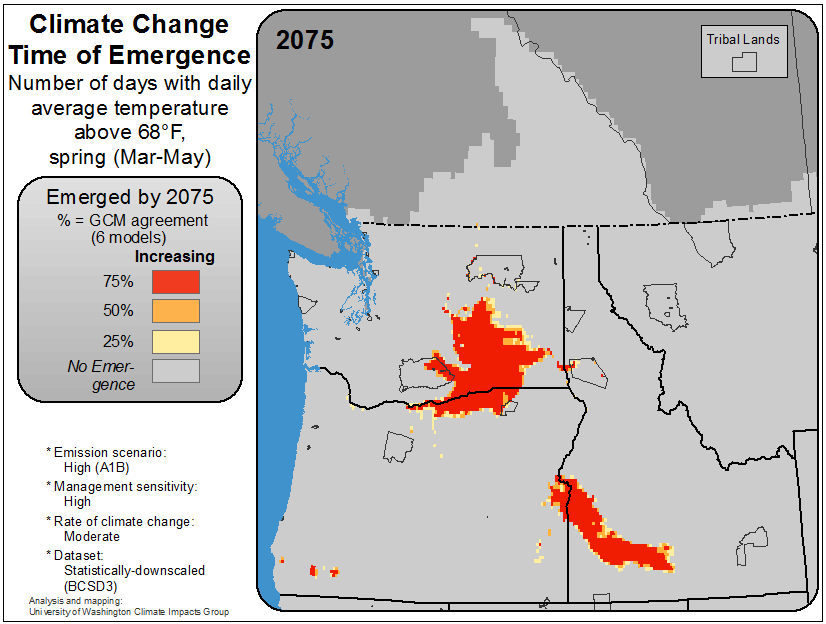 Climate Change
Time of Emergence
Number of days with daily
average temperature
above 68°F,
spring (Mar-May)
Emerged by 2075
% = GCM agreement
(6 models)
Increasing
75%
50%
25%
No Emer-
gence
* Emission scenario:
High (A1B)
* Management sensitivity:
High
* Rate of climate change:
Moderate
* Dataset:
Statistically-downscaled
(BCSD3)
Analysis and mapping:
University of Washington Climate Impacts Group
2075
Tribal Lands